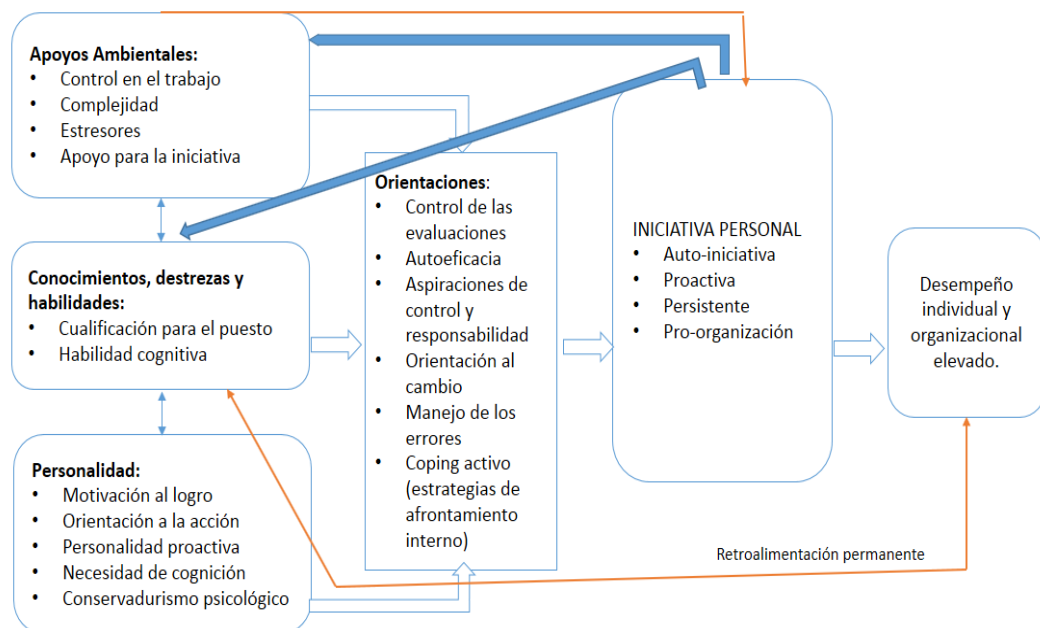 Apoyos Ambientales:
• Control en el trabajo
• Complejidad
• Estresores
• Apoyo para la iniciativa
Conocimientos, destrezas y
habilidades:
• Cualificación para el puesto
• Habilidad cognitiva
Personalidad:
• Motivación al logro
• Orientación a la acción
• Personalidad proactiva
• Necesidad de cognición
• Conservadurismo psicológico
Orientaciones:
• Control de las
evaluaciones
• Autoeficacia
• Aspiraciones de
control y
responsabilidad
• Orientación al
cambio
• Manejo de los
errores
• Coping activo
(estrategias de
afrontamiento
interno)
INICIATIVA PERSONAL
• Auto-iniciativa
• Proactiva
• Persistente
• Pro-organización
Desempeño
individual y
organizacional
elevado.
Retroalimentación permanente